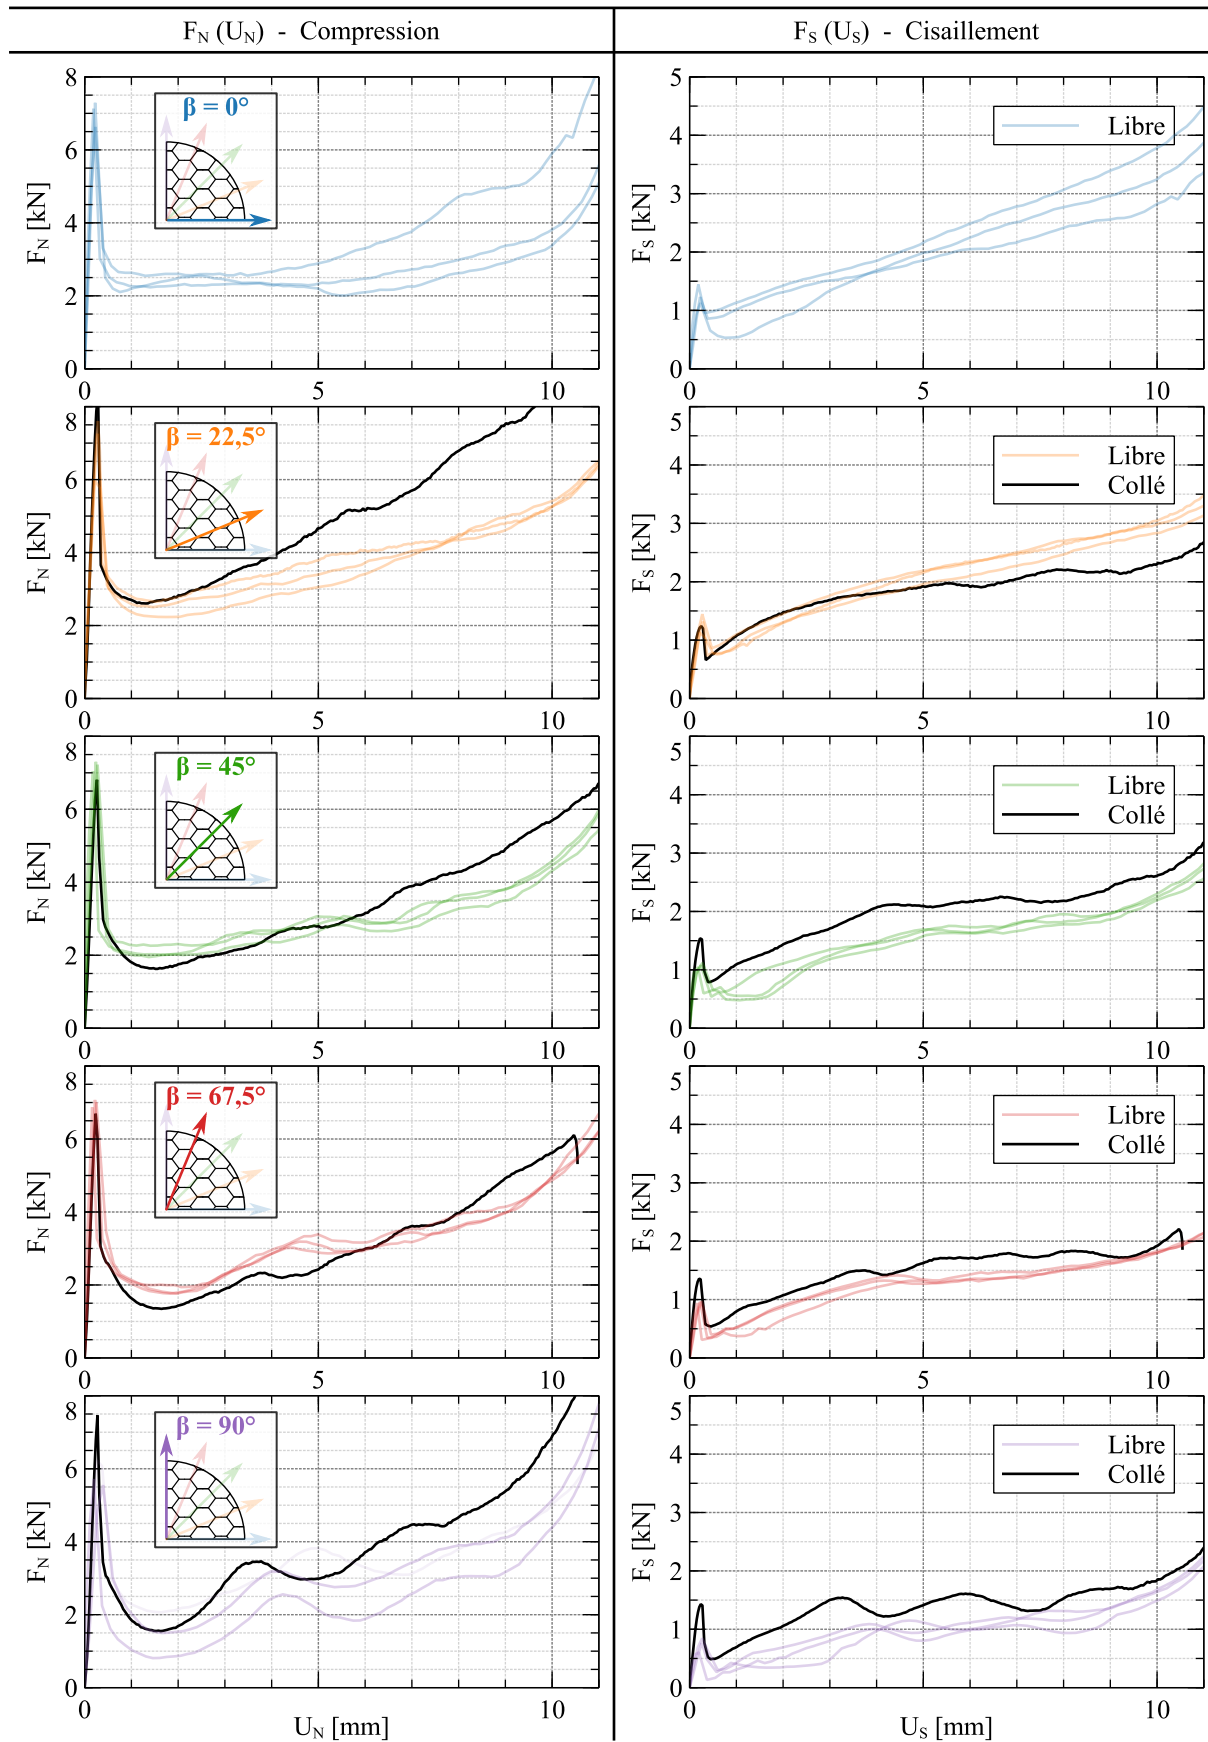 F_N (U_N) - Compression
F_S (U_S) - Cisaillement
β = 0°
F_N [kN]
0 2 4 6 8
0 5 10
Libre
F_S [kN]
0 1 2 3 4 5
0 5 10
β = 22,5°
F_N [kN]
0 2 4 6 8
0 5 10
Libre
Collé
F_S [kN]
0 1 2 3 4 5
0 5 10
β = 45°
F_N [kN]
0 2 4 6 8
0 5 10
Libre
Collé
F_S [kN]
0 1 2 3 4 5
0 5 10
β = 67,5°
F_N [kN]
0 2 4 6 8
0 5 10
Libre
Collé
F_S [kN]
0 1 2 3 4 5
0 5 10
β = 90°
F_N [kN]
0 2 4 6 8
0 5 10
U_N [mm]
Libre
Collé
F_S [kN]
0 1 2 3 4 5
0 5 10
U_S [mm]